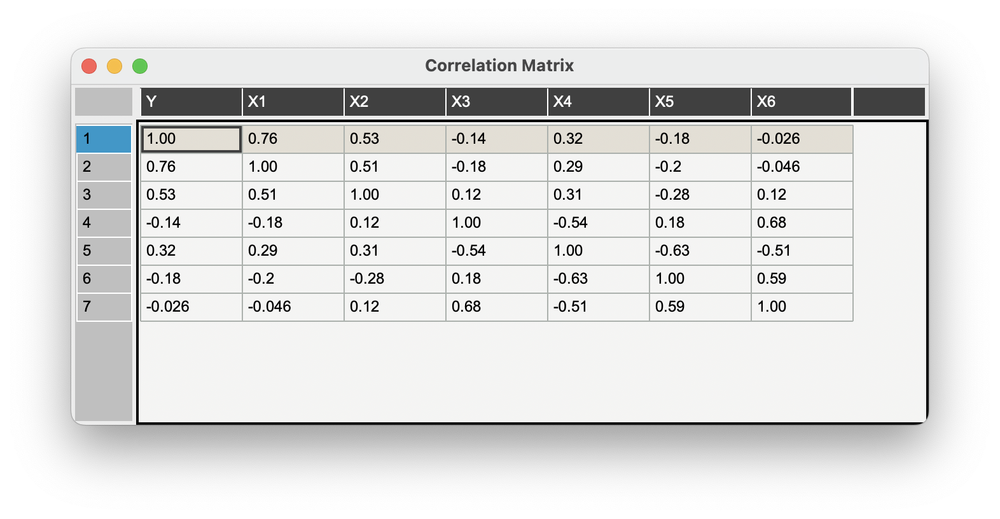 Correlation Matrix
Y X1 X2 X3 X4 X5 X6
1 1.00 0.76 0.53 -0.14 0.32 -0.18 -0.026
2 0.76 1.00 0.51 -0.18 0.29 -0.2 -0.046
3 0.53 0.51 1.00 0.12 0.31 -0.28 0.12
4 -0.14 -0.18 0.12 1.00 -0.54 0.18 0.68
5 0.32 0.29 0.31 -0.54 1.00 -0.63 -0.51
6 -0.18 -0.2 -0.28 0.18 -0.63 1.00 0.59
7 -0.026 -0.046 0.12 0.68 -0.51 0.59 1.00